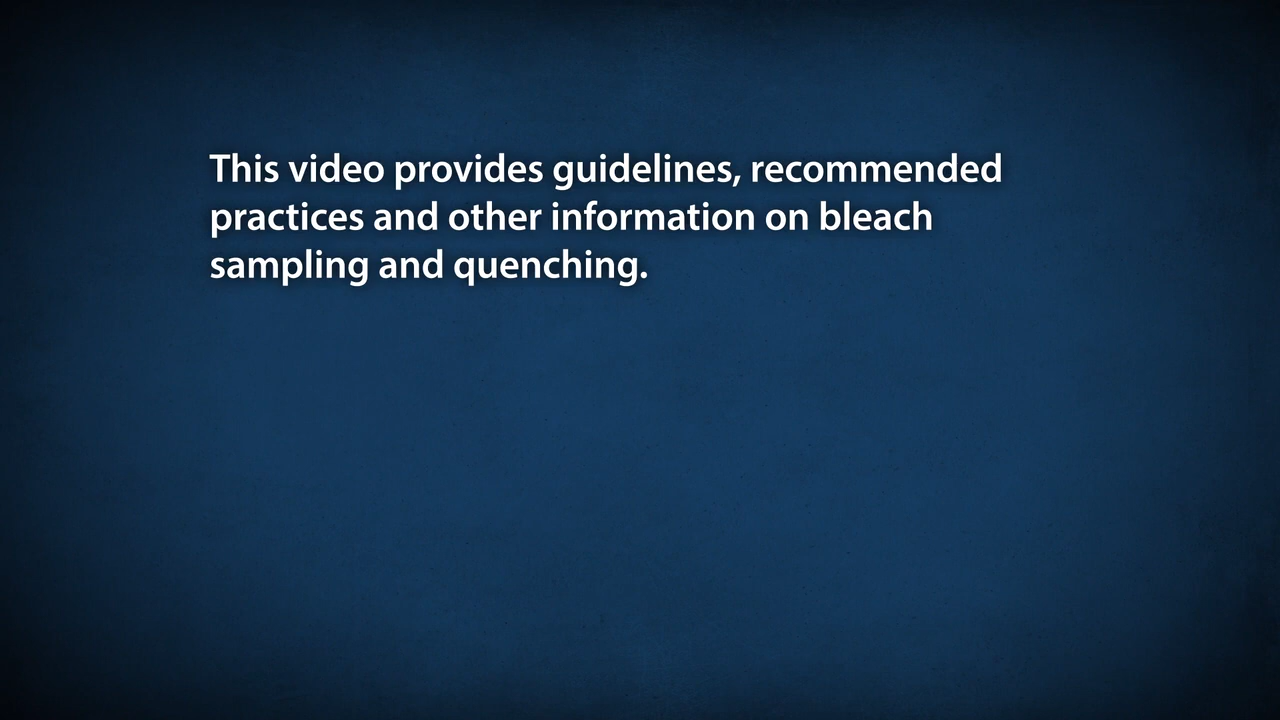 This video provides guidelines, recommended
practices and other information on bleach
sampling and quenching.